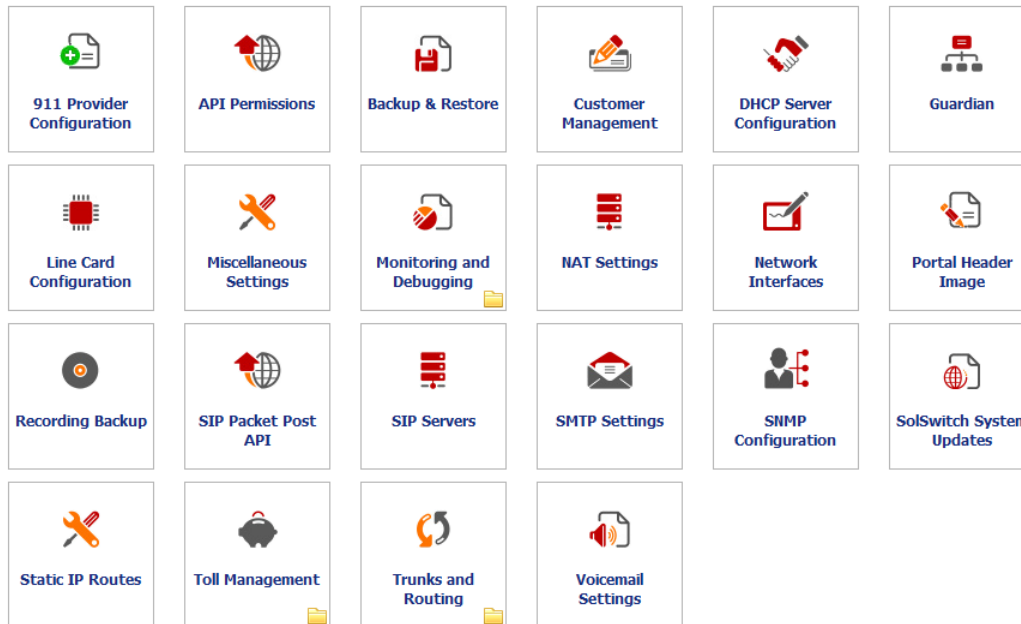 911 Provider
Configuration
API Permissions
Backup & Restore
Customer
Management
DHCP Server
Configuration
Guardian
Line Card
Configuration
Miscellaneous
Settings
Monitoring and
Debugging
NAT Settings
Network
Interfaces
Portal Header
Image
Recording Backup
SIP Packet Post
API
SIP Servers
SMTP Settings
SNMP
Configuration
SolSwitch System
Updates
Static IP Routes
Toll Management
Trunks and
Routing
Voicemail
Settings